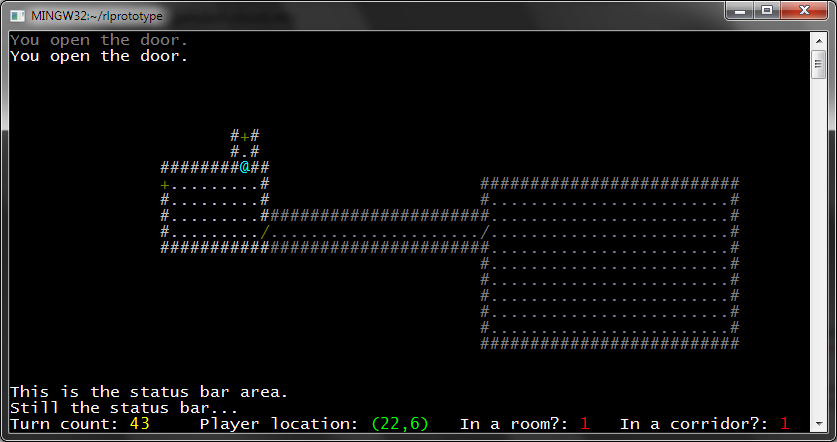 MINGW32:~/rlprototype
You open the door.
You open the door.
#+#
#.#
########@##
+.........# ##########################
#.........# #........................#
#.........#######################........................#
#........./..................../........................#
#################################........................#
#........................#
#........................#
#........................#
#........................#
#........................#
##########################
This is the status bar area.
Still the status bar...
Turn count: 43 Player location: (22,6) In a room?: 1 In a corridor?: 1